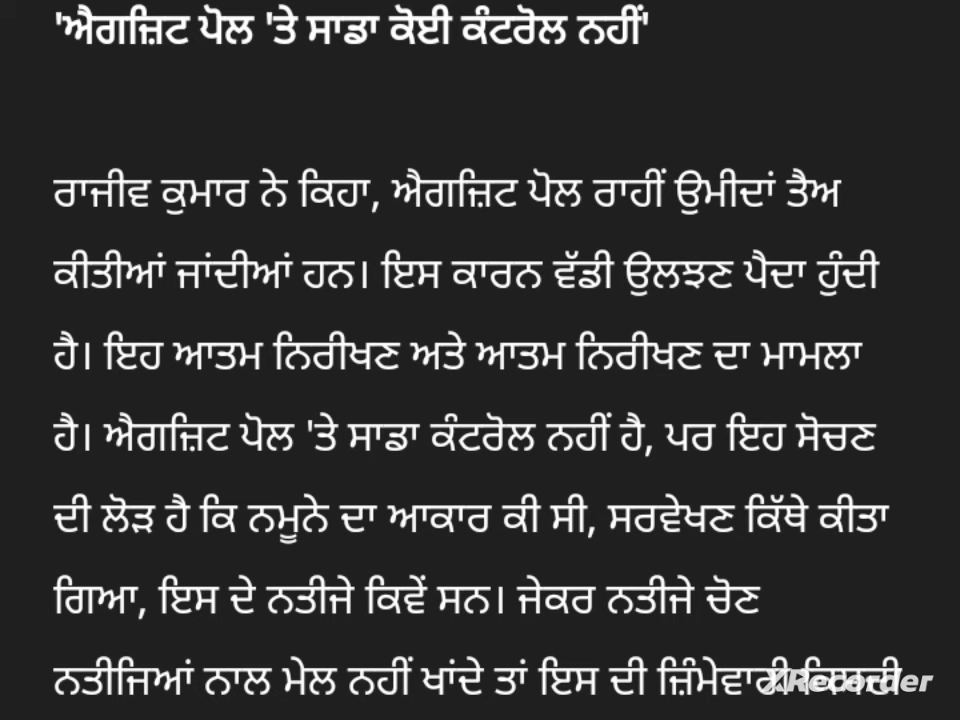 'ਐਗਜ਼ਿਟ ਪੋਲ 'ਤੇ ਸਾਡਾ ਕੋਈ ਕੰਟਰੋਲ ਨਹੀਂ'
ਰਾਜੀਵ ਕੁਮਾਰ ਨੇ ਕਿਹਾ, ਐਗਜ਼ਿਟ ਪੋਲ ਰਾਹੀਂ ਉਮੀਦਾਂ ਤੈਅ
ਕੀਤੀਆਂ ਜਾਂਦੀਆਂ ਹਨ। ਇਸ ਕਾਰਨ ਵੱਡੀ ਉਲਝਣ ਪੈਦਾ ਹੁੰਦੀ
ਹੈ। ਇਹ ਆਤਮ ਨਿਰੀਖਣ ਅਤੇ ਆਤਮ ਨਿਰੀਖਣ ਦਾ ਮਾਮਲਾ
ਹੈ। ਐਗਜ਼ਿਟ ਪੋਲ 'ਤੇ ਸਾਡਾ ਕੰਟਰੋਲ ਨਹੀਂ ਹੈ, ਪਰ ਇਹ ਸੋਚਣ
ਦੀ ਲੋੜ ਹੈ ਕਿ ਨਮੂਨੇ ਦਾ ਆਕਾਰ ਕੀ ਸੀ, ਸਰਵੇਖਣ ਕਿੱਥੇ ਕੀਤਾ
ਗਿਆ, ਇਸ ਦੇ ਨਤੀਜੇ ਕਿਵੇਂ ਸਨ। ਜੇਕਰ ਨਤੀਜੇ ਚੋਣ
ਨਤੀਜਿਆਂ ਨਾਲ ਮੇਲ ਨਹੀਂ ਖਾਂਦੇ ਤਾਂ ਇਸ ਦੀ ਜ਼ਿੰਮੇਵਾਰੀ
XRecorder